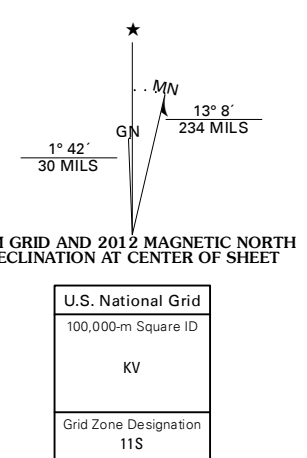 ★
MN
GN
13° 8´
234 MILS
1° 42´
30 MILS
M GRID AND 2012 MAGNETIC NORTH
ECLINATION AT CENTER OF SHEET
U.S. National Grid
100,000-m Square ID
KV
Grid Zone Designation
11S